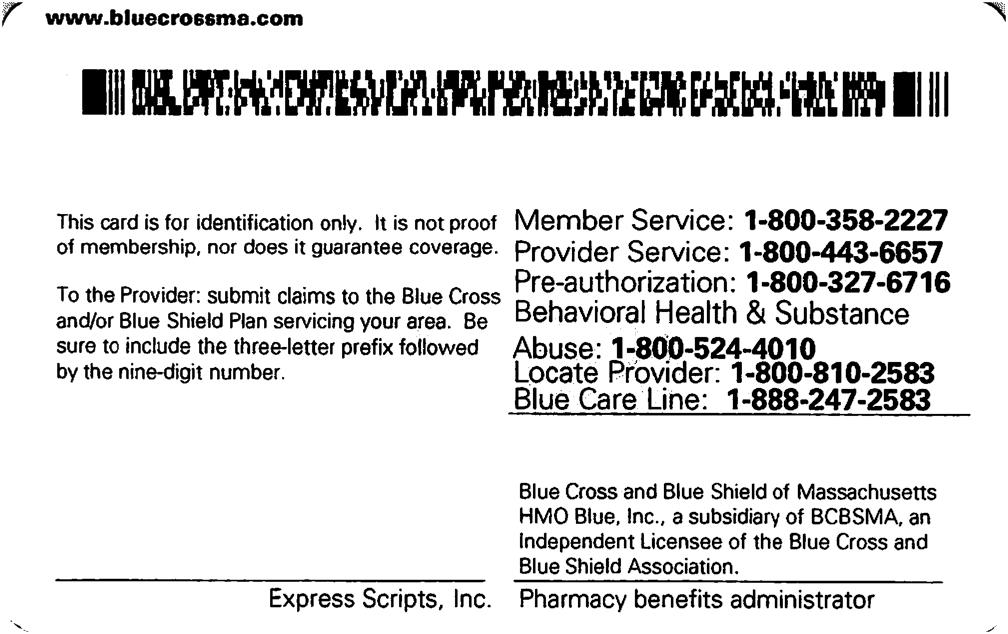 www.bluecrossma.com
This card is for identification only. It is not proof
of membership, nor does it guarantee coverage.
To the Provider: submit claims to the Blue Cross
and/or Blue Shield Plan servicing your area. Be
sure to include the three-letter prefix followed
by the nine-digit number.
Member Service: 1-800-358-2227
Provider Service: 1-800-443-6657
Pre-authorization: 1-800-327-6716
Behavioral Health & Substance
Abuse: 1-800-524-4010
Locate Provider: 1-800-810-2583
Blue Care Line: 1-888-247-2583
Blue Cross and Blue Shield of Massachusetts
HMO Blue, Inc., a subsidiary of BCBSMA, an
Independent Licensee of the Blue Cross and
Blue Shield Association.
Express Scripts, Inc. Pharmacy benefits administrator